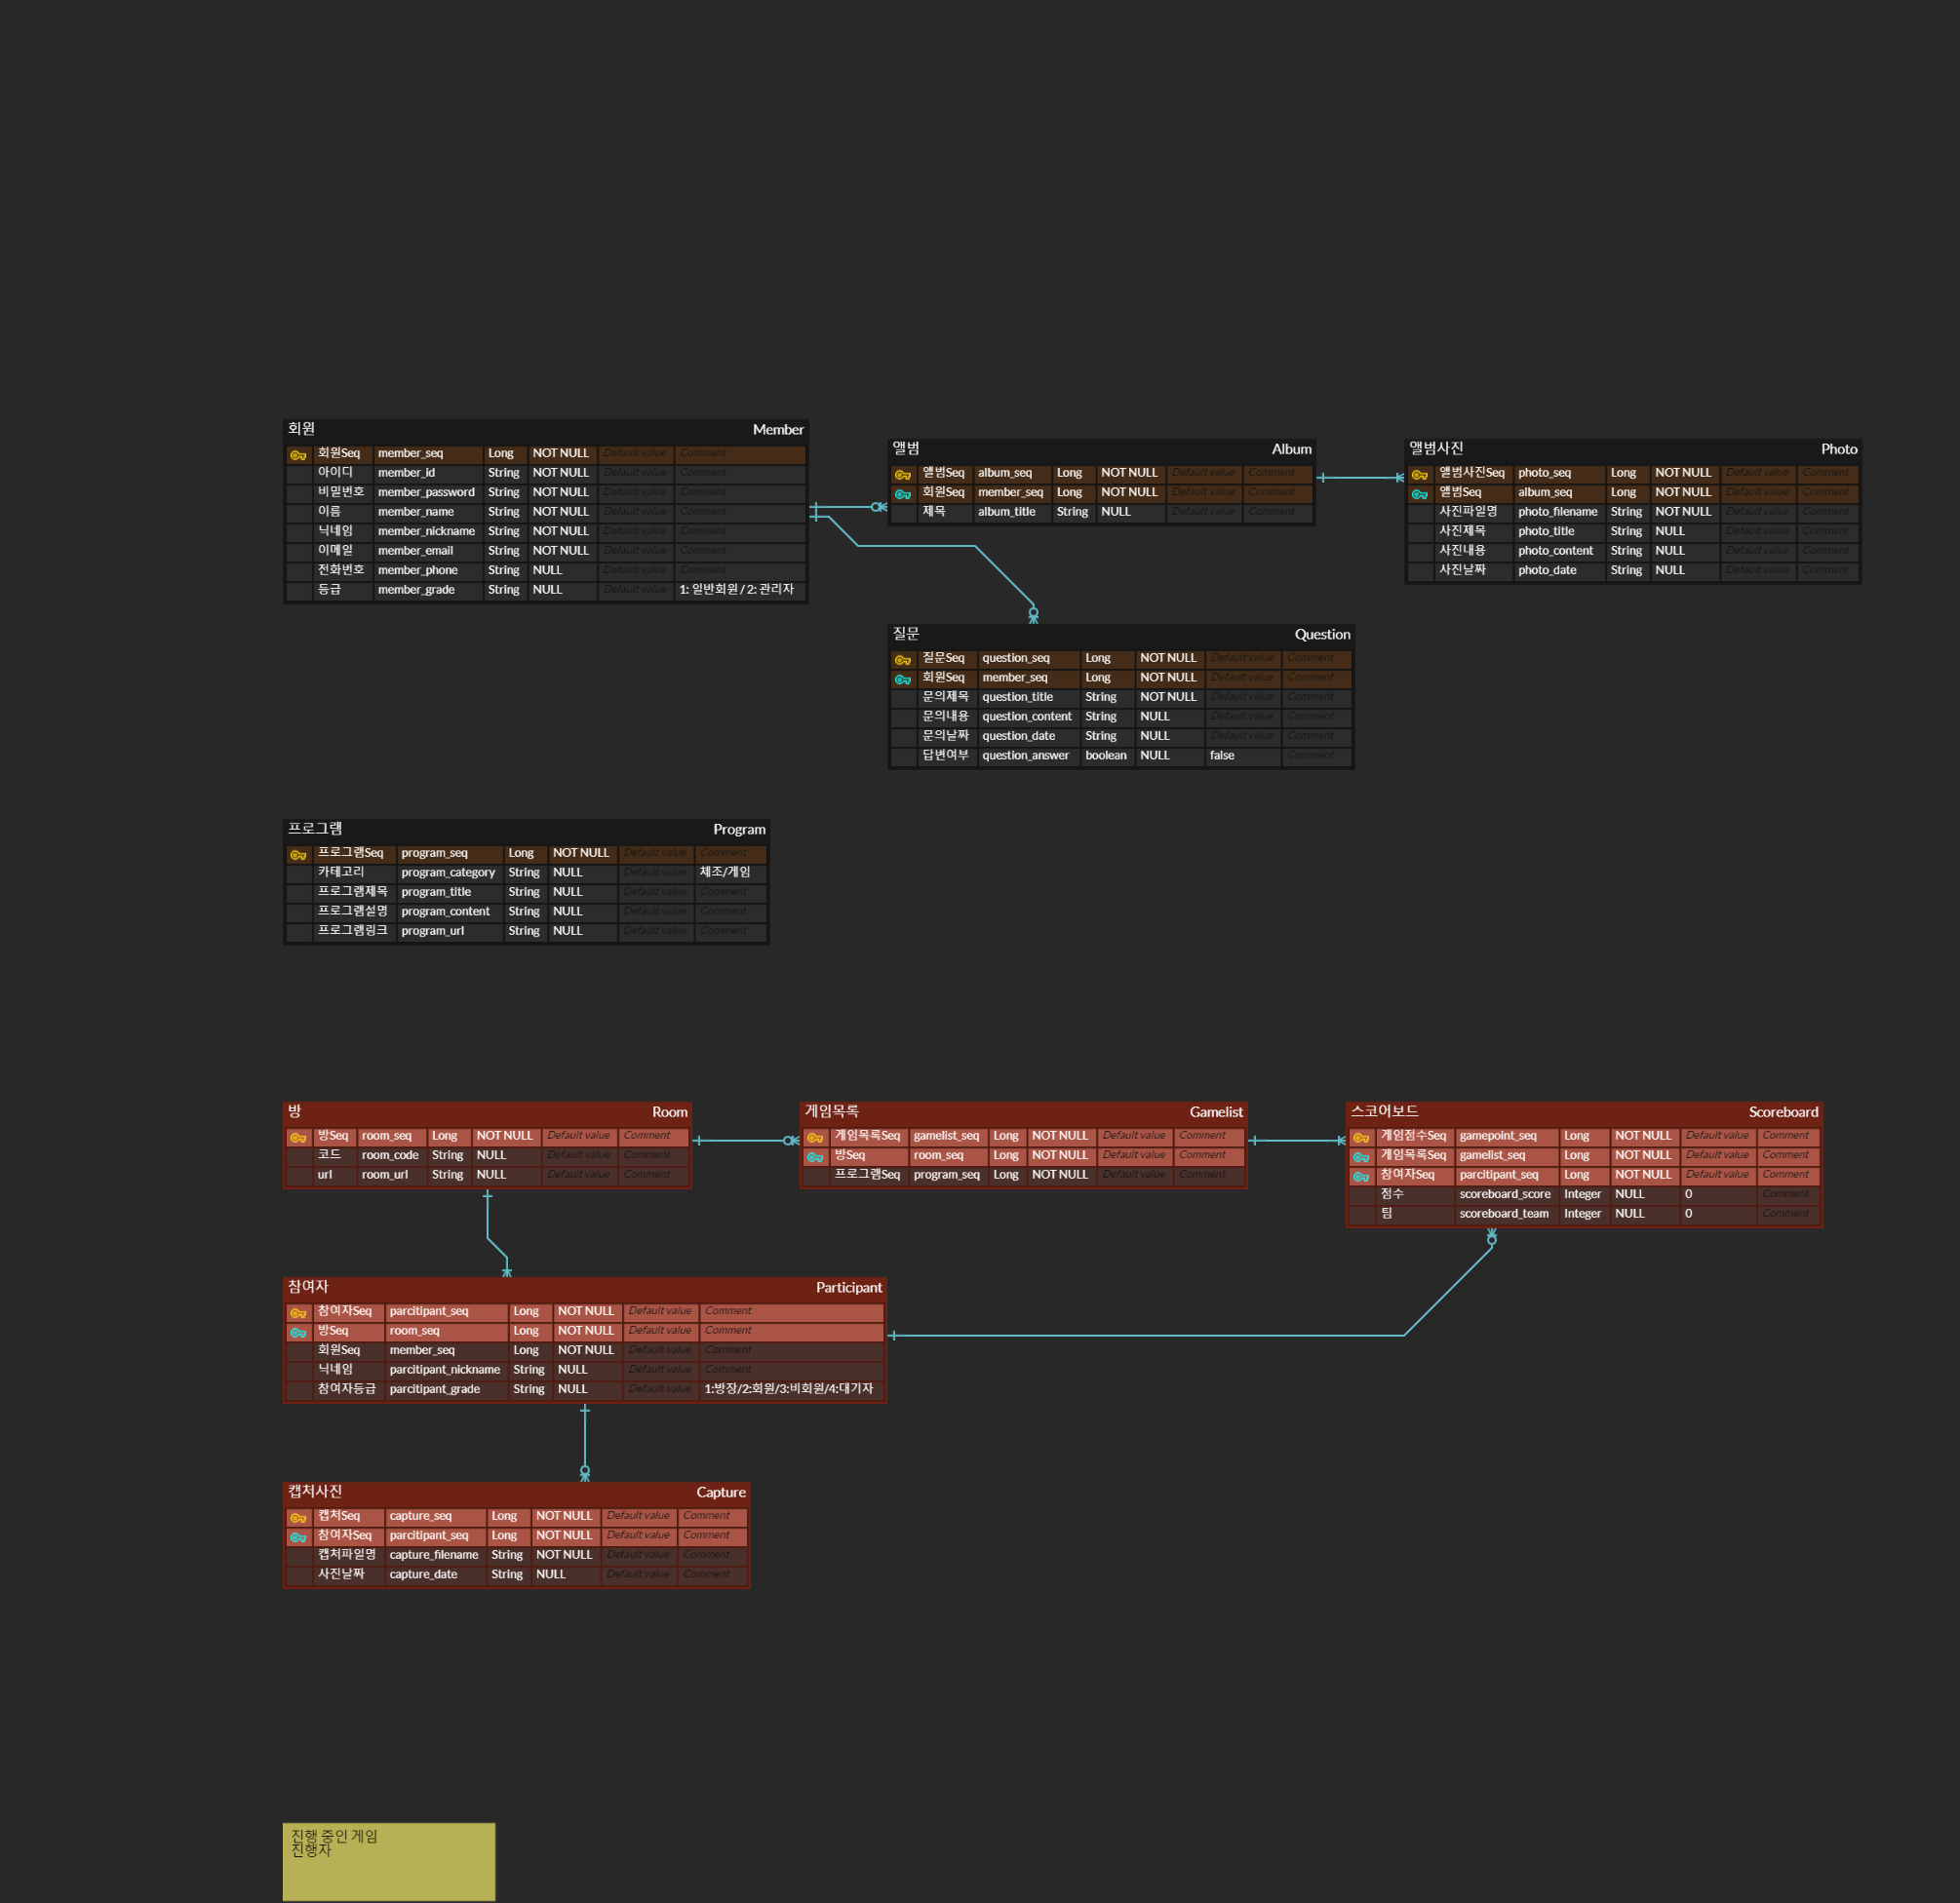 회원 Member
회원Seq member_seq Long NOT NULL Default value Comment
아이디 member_id String NOT NULL Default value Comment
비밀번호 member_password String NOT NULL Default value Comment
이름 member_name String NOT NULL Default value Comment
닉네임 member_nickname String NOT NULL Default value Comment
이메일 member_email String NOT NULL Default value Comment
전화번호 member_phone String NULL Default value Comment
등급 member_grade String NULL Default value 1: 일반회원 / 2: 관리자
앨범 Album
앨범Seq album_seq Long NOT NULL Default value Comment
회원Seq member_seq Long NOT NULL Default value Comment
제목 album_title String NULL Default value Comment
앨범사진 Photo
앨범사진Seq photo_seq Long NOT NULL Default value Comment
앨범Seq album_seq Long NOT NULL Default value Comment
사진파일명 photo_filename String NOT NULL Default value Comment
사진제목 photo_title String NULL Default value Comment
사진내용 photo_content String NULL Default value Comment
사진날짜 photo_date String NULL Default value Comment
질문 Question
질문Seq question_seq Long NOT NULL Default value Comment
회원Seq member_seq Long NOT NULL Default value Comment
문의제목 question_title String NOT NULL Default value Comment
문의내용 question_content String NULL Default value Comment
문의날짜 question_date String NULL Default value Comment
답변여부 question_answer boolean NULL false Comment
프로그램 Program
프로그램Seq program_seq Long NOT NULL Default value Comment
카테고리 program_category String NULL Default value 체조/게임
프로그램제목 program_title String NULL Default value Comment
프로그램설명 program_content String NULL Default value Comment
프로그램링크 program_url String NULL Default value Comment
방 Room
방Seq room_seq Long NOT NULL Default value Comment
코드 room_code String NULL Default value Comment
url room_url String NULL Default value Comment
게임목록 Gamelist
게임목록Seq gamelist_seq Long NOT NULL Default value Comment
방Seq room_seq Long NOT NULL Default value Comment
프로그램Seq program_seq Long NOT NULL Default value Comment
스코어보드 Scoreboard
게임점수Seq gamepoint_seq Long NOT NULL Default value Comment
게임목록Seq gamelist_seq Long NOT NULL Default value Comment
참여자Seq parcitipant_seq Long NOT NULL Default value Comment
점수 scoreboard_score Integer NULL 0 Comment
팀 scoreboard_team Integer NULL 0 Comment
참여자 Participant
참여자Seq parcitipant_seq Long NOT NULL Default value Comment
방Seq room_seq Long NOT NULL Default value Comment
회원Seq member_seq Long NOT NULL Default value Comment
닉네임 parcitipant_nickname String NULL Default value Comment
참여자등급 parcitipant_grade String NULL Default value 1:방장/2:회원/3:비회원/4:대기자
캡처사진 Capture
캡처Seq capture_seq Long NOT NULL Default value Comment
참여자Seq parcitipant_seq Long NOT NULL Default value Comment
캡처파일명 capture_filename String NOT NULL Default value Comment
사진날짜 capture_date String NULL Default value Comment
진행 중인 게임
진행자